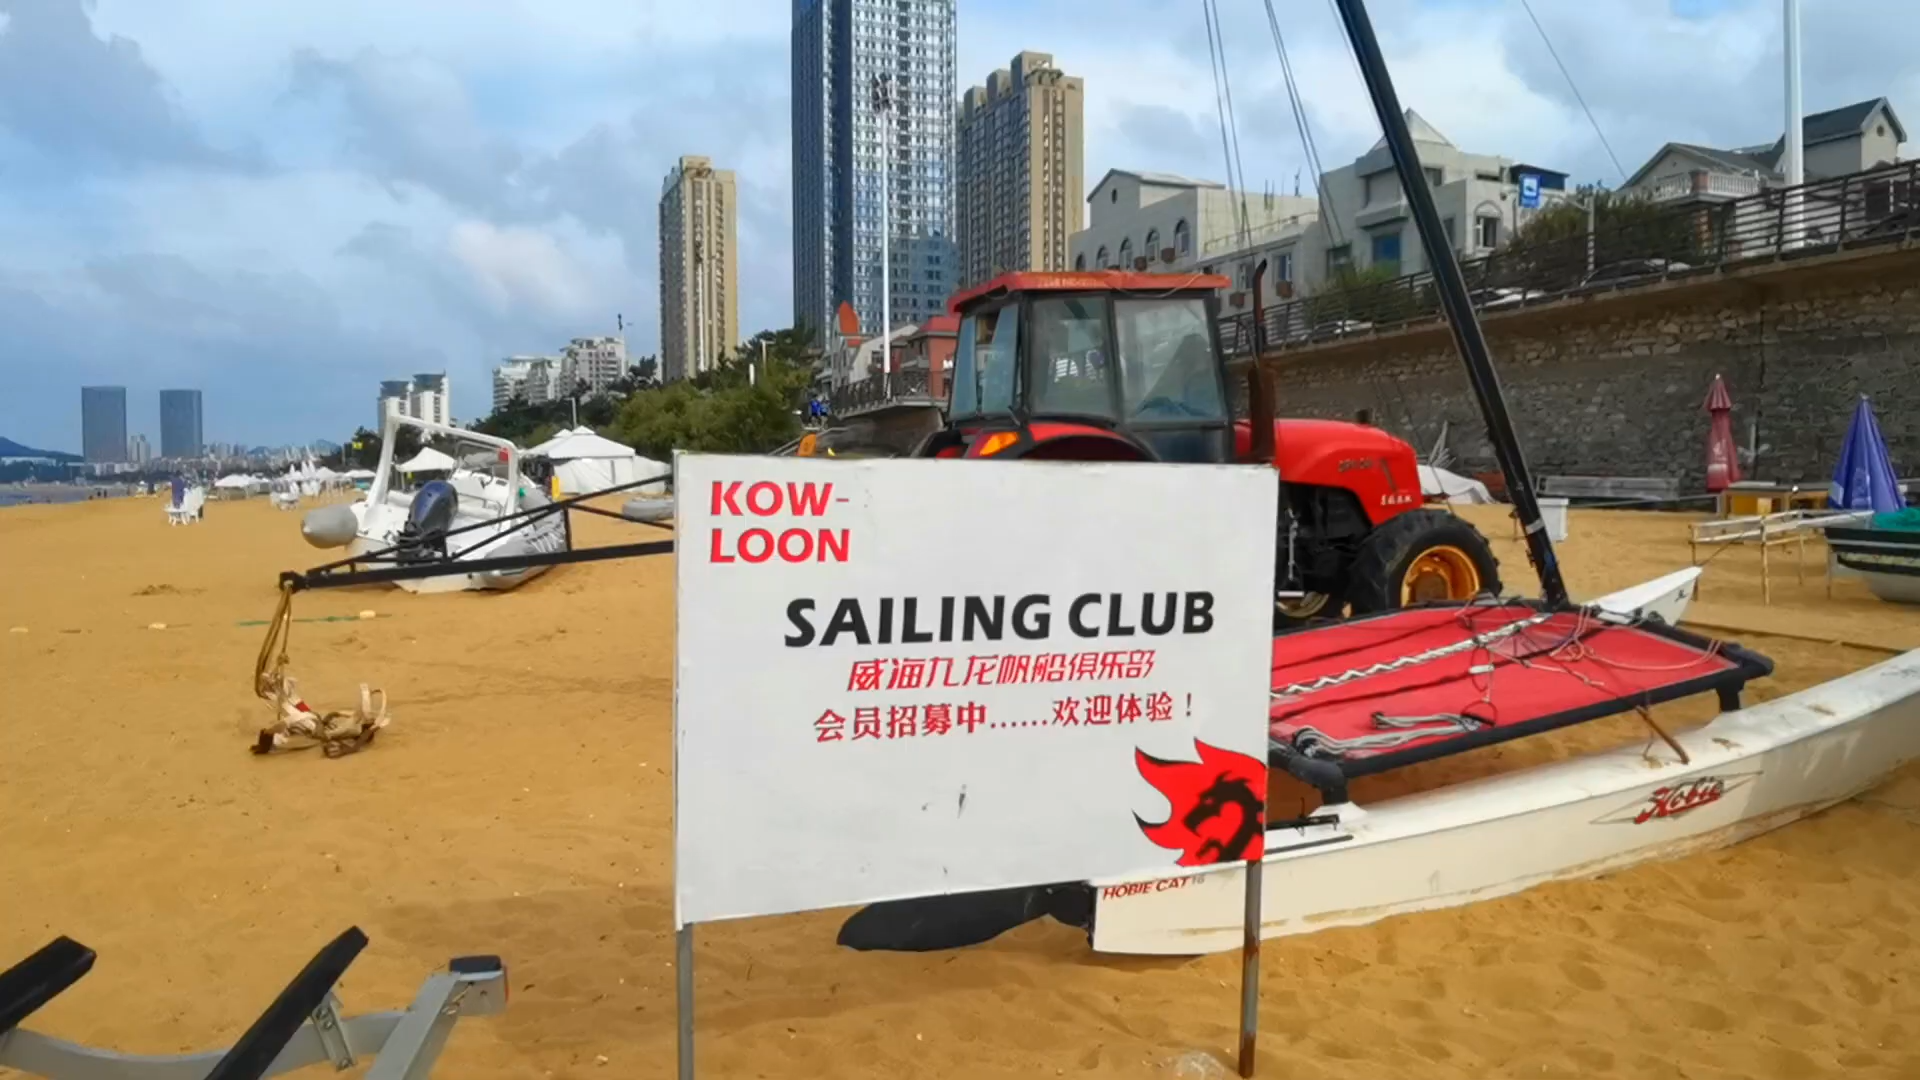 KOW-
LOON
SAILING CLUB
威海九龙帆船俱乐部
会员招募中……欢迎体验！
Hobie
HOBIE CAT 16